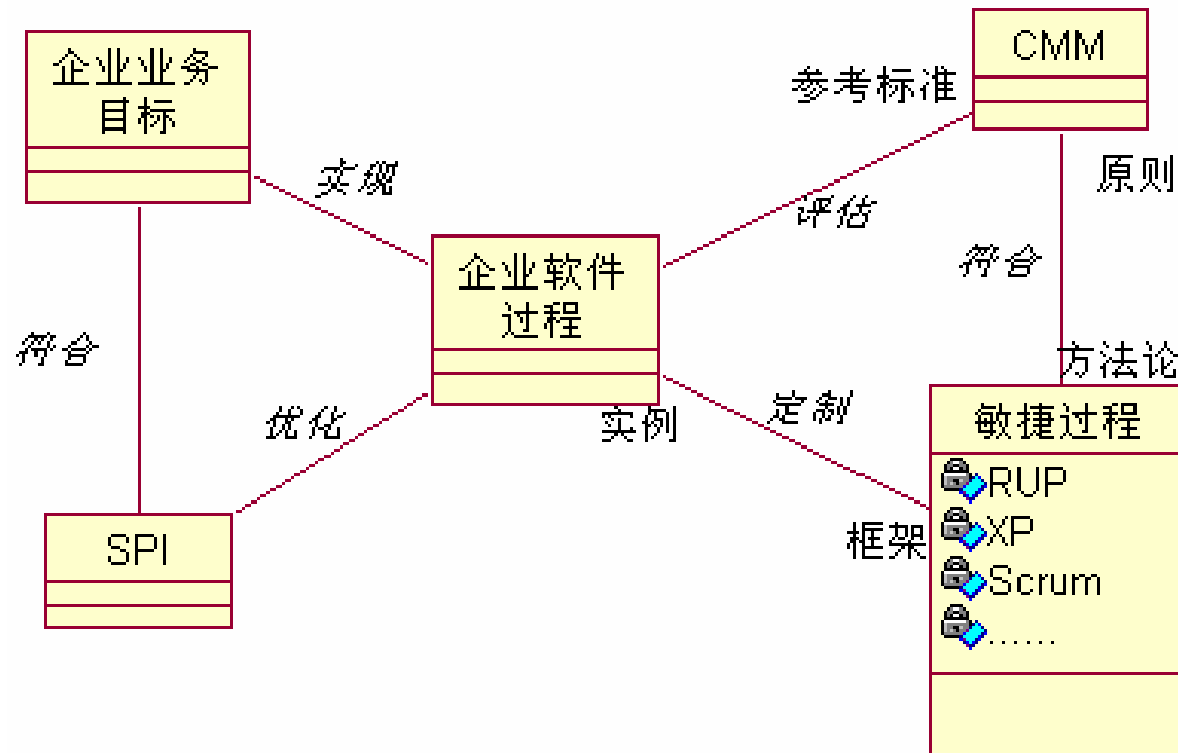 企业业务
目标
CMM
参考标准
实现
原则
评估
企业软件
过程
符合
符合
方法论
优化
实例
定制
敏捷过程
RUP
XP
Scrum
......
框架
SPI